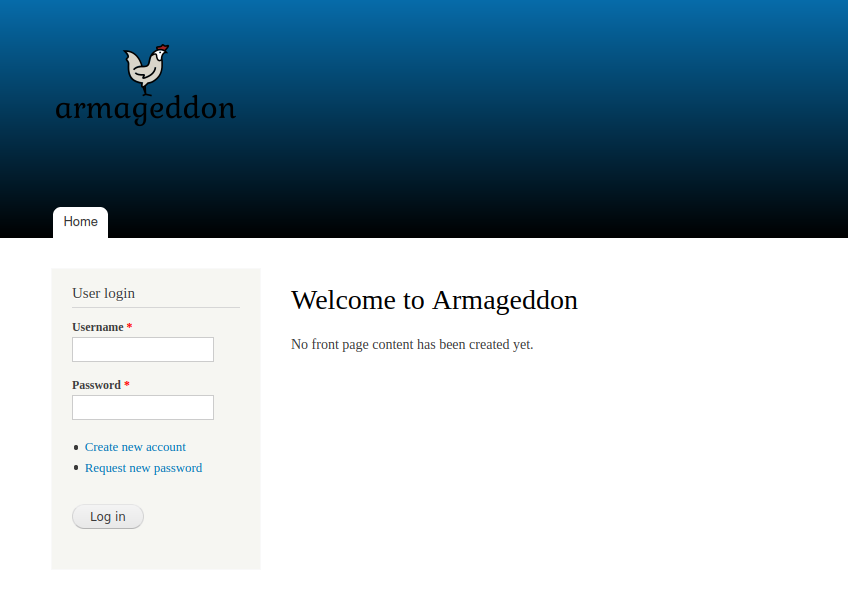 armageddon
Home
User login
Username *
Password *
Create new account
Request new password
Log in
Welcome to Armageddon
No front page content has been created yet.